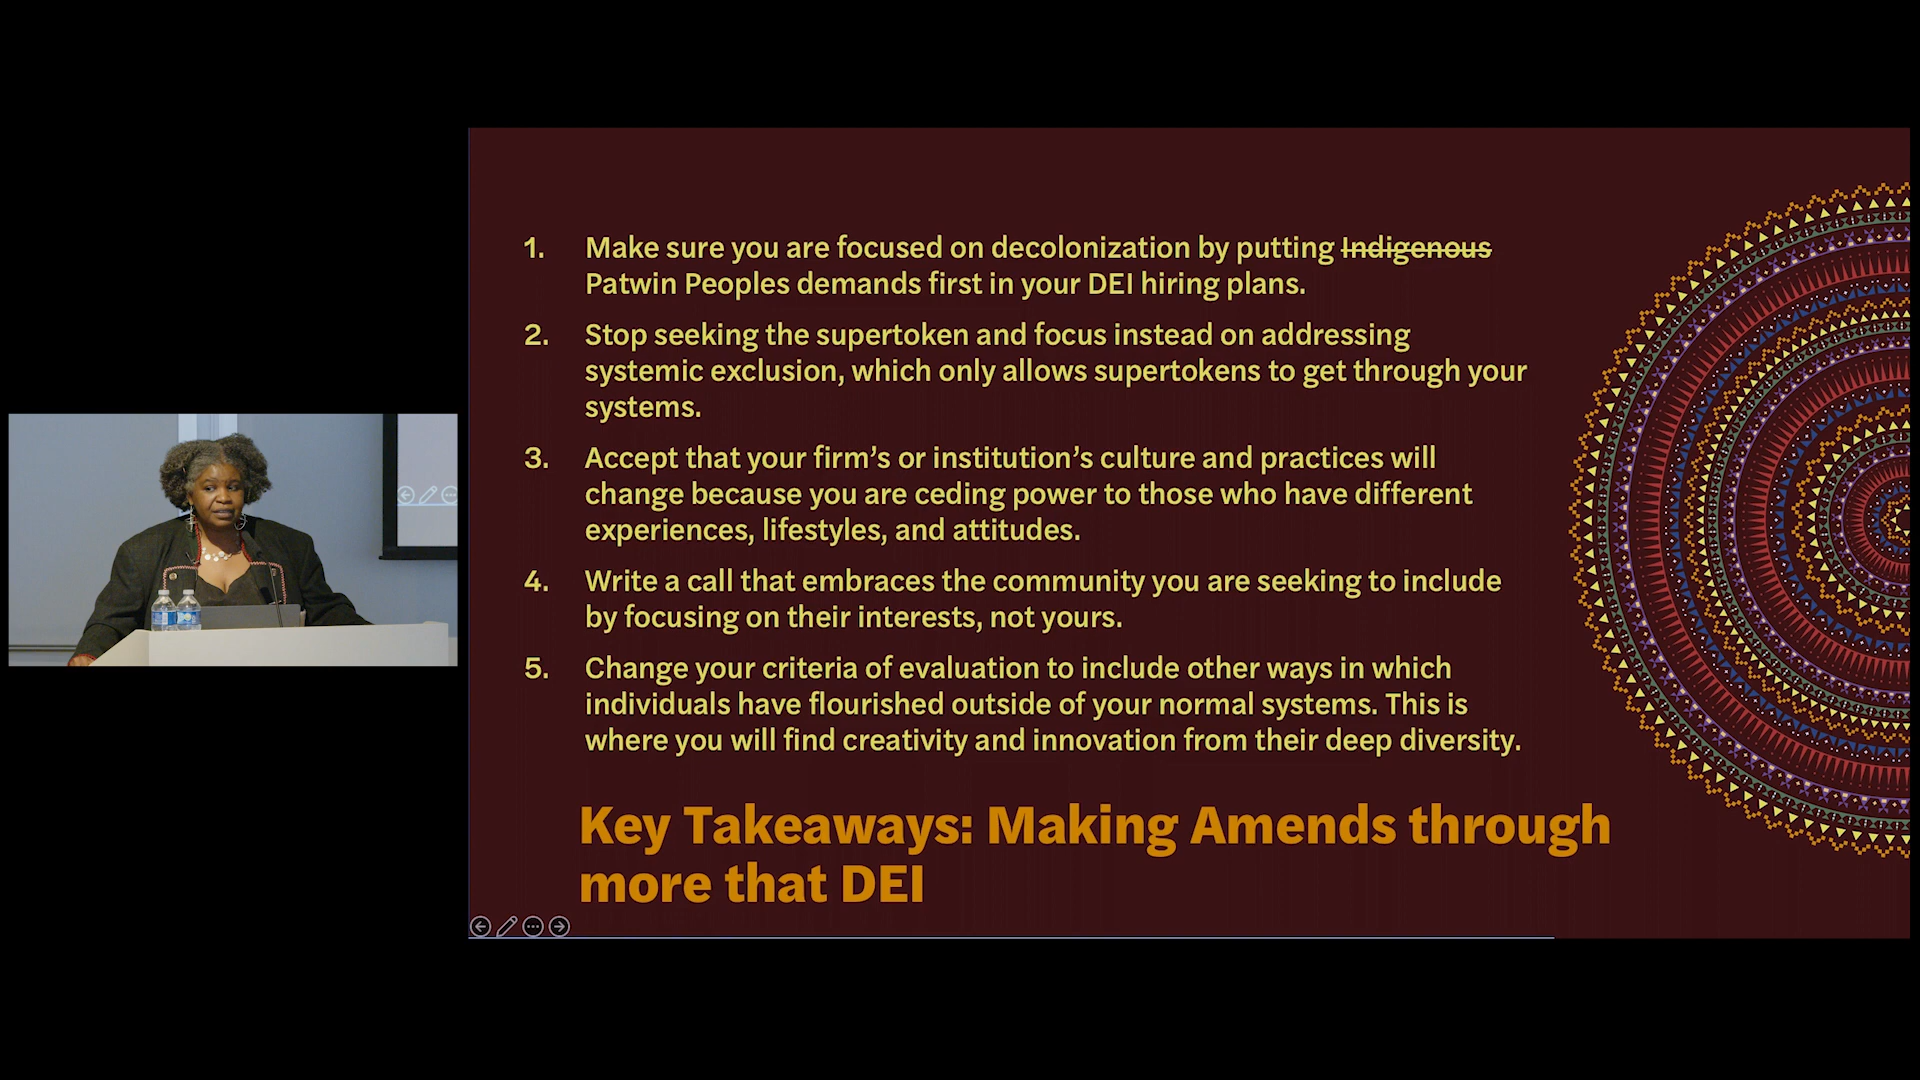 1. Make sure you are focused on decolonization by putting Indigenous
Patwin Peoples demands first in your DEI hiring plans.
2. Stop seeking the supertoken and focus instead on addressing
systemic exclusion, which only allows supertokens to get through your
systems.
3. Accept that your firm’s or institution’s culture and practices will
change because you are ceding power to those who have different
experiences, lifestyles, and attitudes.
4. Write a call that embraces the community you are seeking to include
by focusing on their interests, not yours.
5. Change your criteria of evaluation to include other ways in which
individuals have flourished outside of your normal systems. This is
where you will find creativity and innovation from their deep diversity.
Key Takeaways: Making Amends through
more that DEI